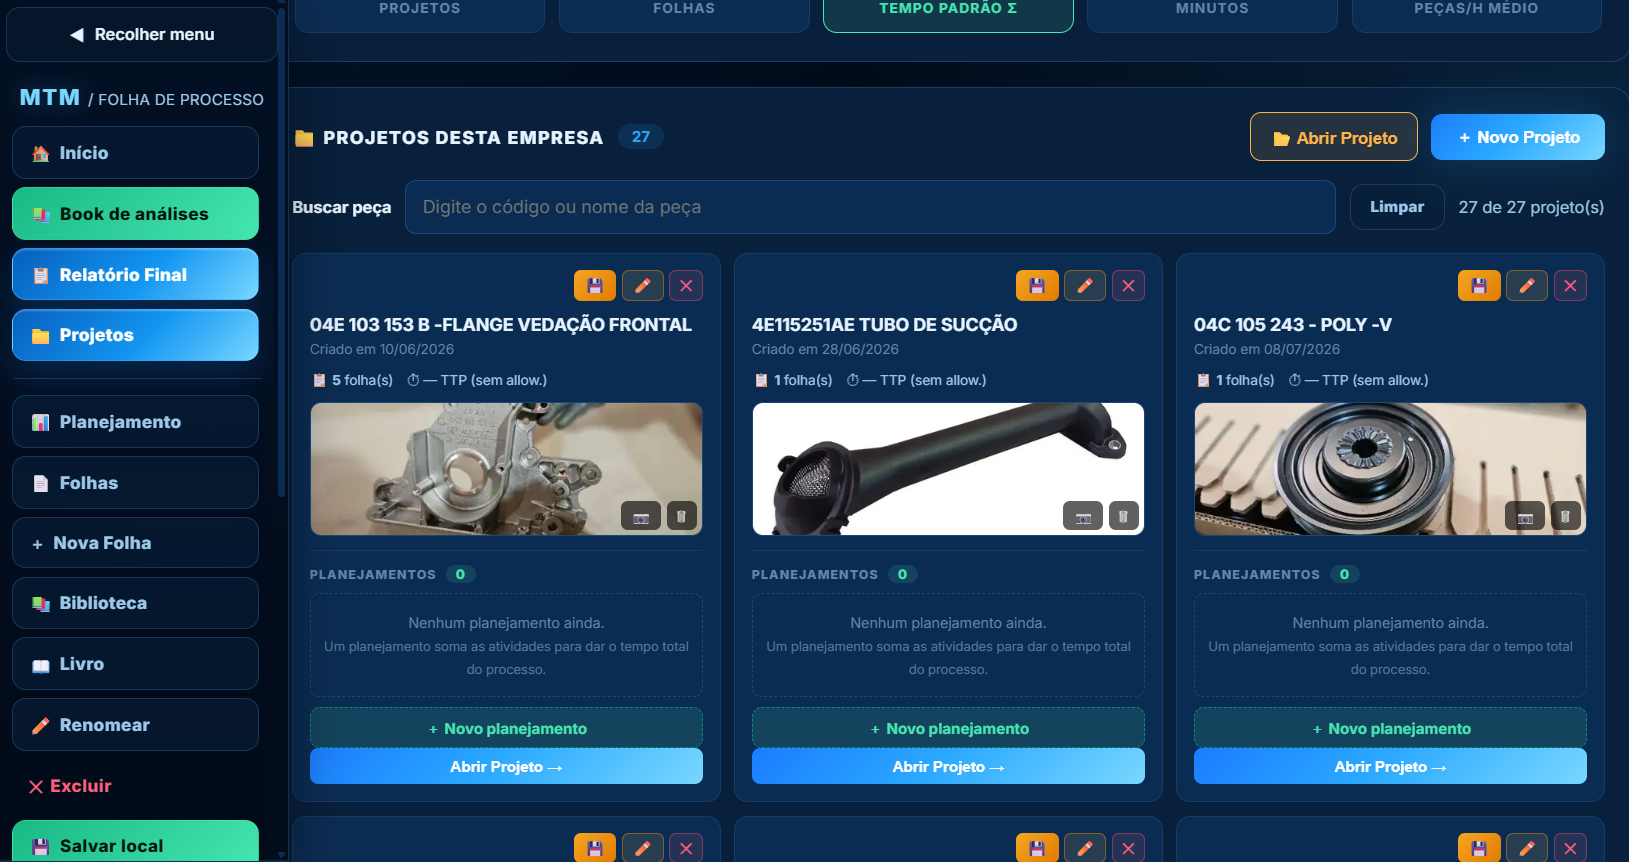 ◀ Recolher menu
MTM / FOLHA DE PROCESSO
Início
Book de análises
Relatório Final
Projetos
Planejamento
Folhas
+ Nova Folha
Biblioteca
Livro
Renomear
Excluir
Salvar local
PROJETOS
FOLHAS
TEMPO PADRÃO Σ
MINUTOS
PEÇAS/H MÉDIO
PROJETOS DESTA EMPRESA 27
Abrir Projeto
+ Novo Projeto
Buscar peça
Digite o código ou nome da peça
Limpar
27 de 27 projeto(s)
04E 103 153 B -FLANGE VEDAÇÃO FRONTAL
Criado em 10/06/2026
5 folha(s) — TTP (sem allow.)
PLANEJAMENTOS 0
Nenhum planejamento ainda.
Um planejamento soma as atividades para dar o tempo total
do processo.
+ Novo planejamento
Abrir Projeto →
4E115251AE TUBO DE SUCÇÃO
Criado em 28/06/2026
1 folha(s) — TTP (sem allow.)
PLANEJAMENTOS 0
Nenhum planejamento ainda.
Um planejamento soma as atividades para dar o tempo total
do processo.
+ Novo planejamento
Abrir Projeto →
04C 105 243 - POLY -V
Criado em 08/07/2026
1 folha(s) — TTP (sem allow.)
PLANEJAMENTOS 0
Nenhum planejamento ainda.
Um planejamento soma as atividades para dar o tempo total
do processo.
+ Novo planejamento
Abrir Projeto →